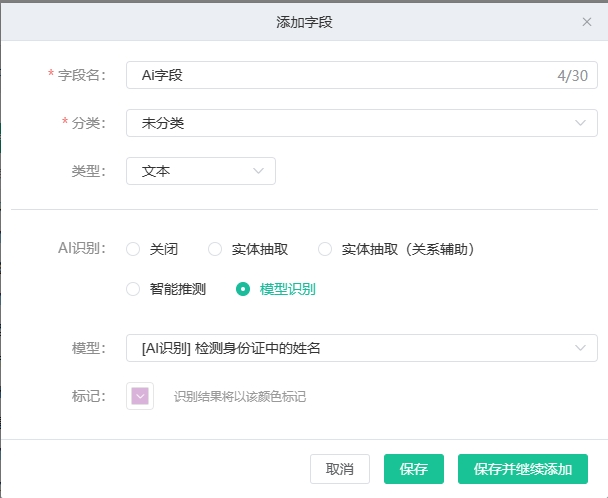 添加字段
* 字段名： Ai字段 4/30
* 分类： 未分类
类型： 文本
AI识别： 关闭 实体抽取 实体抽取（关系辅助）
智能推测 模型识别
模型： [AI识别] 检测身份证中的姓名
标记： 识别结果将以该颜色标记
取消 保存 保存并继续添加